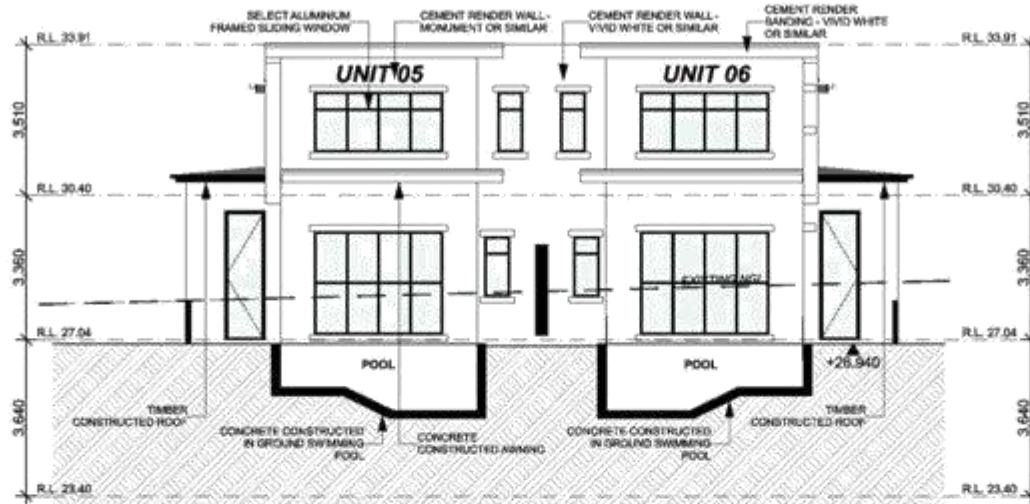 SELECT ALUMINIUM
FRAMED SLIDING WINDOW
CEMENT RENDER WALL -
MONUMENT OR SIMILAR
CEMENT RENDER WALL -
VIVID WHITE OR SIMILAR
CEMENT RENDER
BANDING - VIVID WHITE
OR SIMILAR
R.L. 33.91
R.L. 33.91
UNIT 05
UNIT 06
3,510
3,510
R.L. 30.40
R.L. 30.40
3,360
3,360
EXISTING NGL
R.L. 27.04
R.L. 27.04
POOL
POOL
+26.940
3,640
3,640
TIMBER
CONSTRUCTED ROOF
CONCRETE CONSTRUCTED
IN GROUND SWIMMING
POOL
CONCRETE
CONSTRUCTED AWNING
CONCRETE CONSTRUCTED
IN GROUND SWIMMING
POOL
TIMBER
CONSTRUCTED ROOF
R.L. 23.40
R.L. 23.40